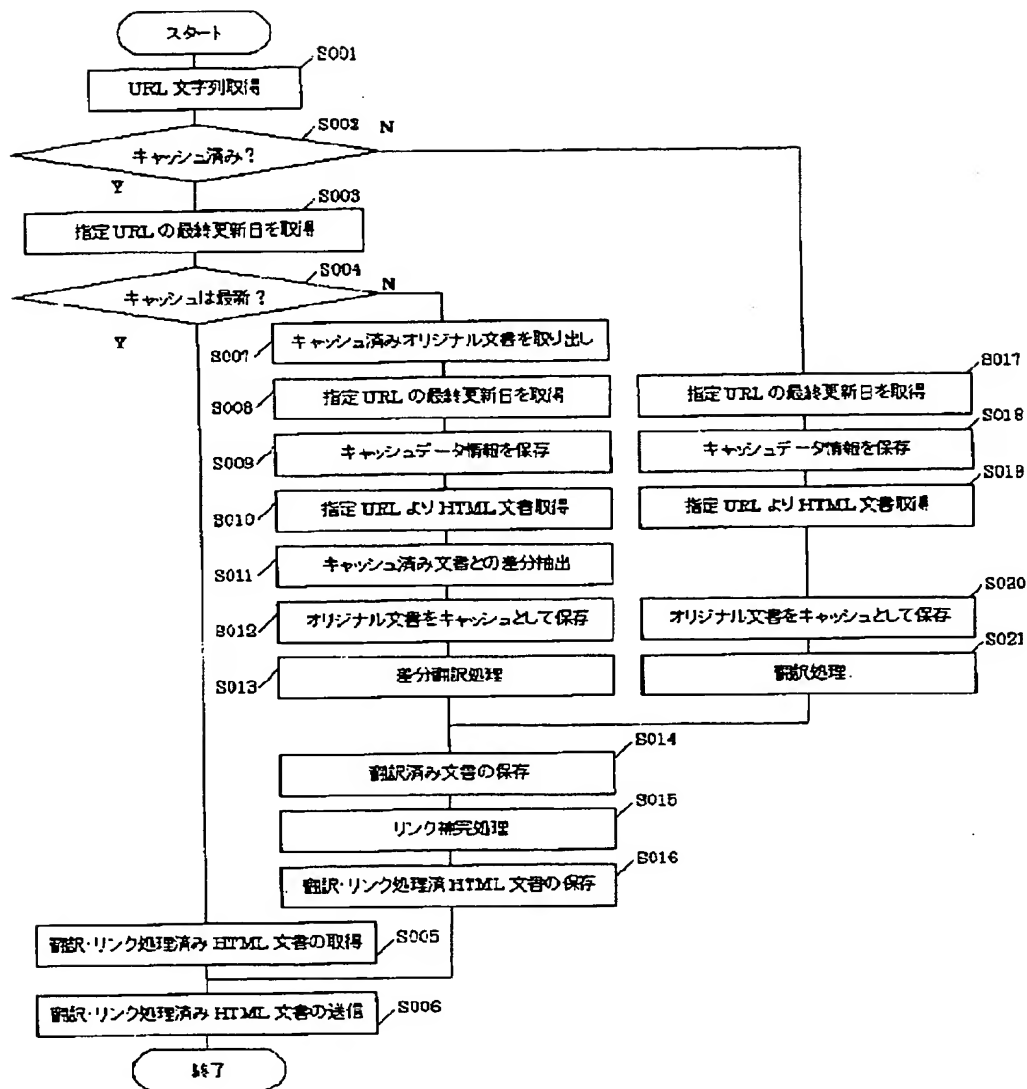 スタート
S001
URL 文字列取得
S002
N
キャッシュ済み?
Y
S003
指定 URL の最終更新日を取得
S004
N
キャッシュは最新?
Y
S007
キャッシュ済みオリジナル文書を取り出し
S008
指定 URL の最終更新日を取得
S009
キャッシュデータ情報を保存
S010
指定 URL より HTML 文書取得
S011
キャッシュ済み文書との差分抽出
S012
オリジナル文書をキャッシュとして保存
S013
差分翻訳処理
S017
指定 URL の最終更新日を取得
S018
キャッシュデータ情報を保存
S019
指定 URL より HTML 文書取得
S020
オリジナル文書をキャッシュとして保存
S021
翻訳処理
S014
翻訳済み文書の保存
S015
リンク補完処理
S016
翻訳・リンク処理済 HTML 文書の保存
翻訳・リンク処理済み HTML 文書の取得
S005
翻訳・リンク処理済み HTML 文書の送信
S006
終了